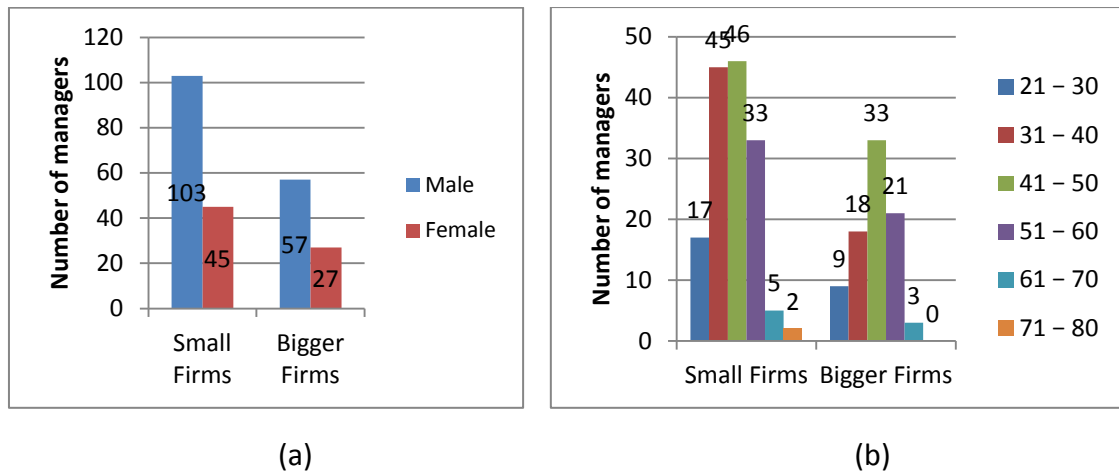 120
100
80
60
40
20
0
Number of managers
103
45
57
27
Small
Firms
Bigger
Firms
Male
Female
(a)
50
40
30
20
10
0
Number of managers
17
45
46
33
5
2
9
18
33
21
3
0
Small Firms
Bigger Firms
21 – 30
31 – 40
41 – 50
51 – 60
61 – 70
71 – 80
(b)